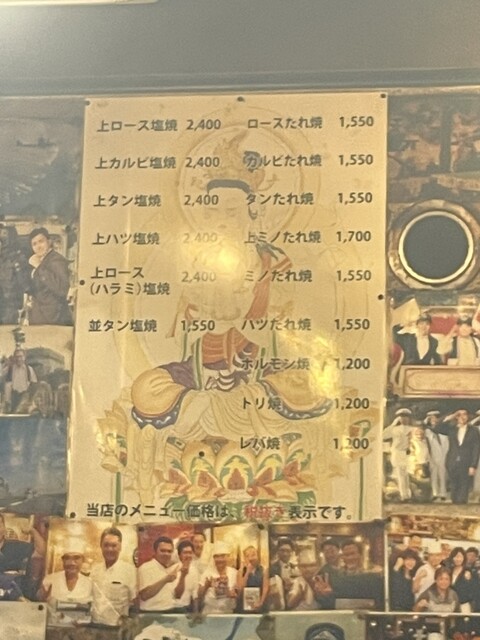 上ロース塩焼 2,400
上カルビ塩焼 2,400
上タン塩焼 2,400
上ハツ塩焼 2,400
上ロース 2,400
(ハラミ)塩焼
並タン塩焼 1,550
ロースたれ焼 1,550
カルビたれ焼 1,550
タンたれ焼 1,550
上ミノたれ焼 1,700
ミノたれ焼 1,550
ハツたれ焼 1,550
ホルモン焼 1,200
トリ焼 1,200
レバ焼 1,200
当店のメニュー価格は、税抜き表示です。